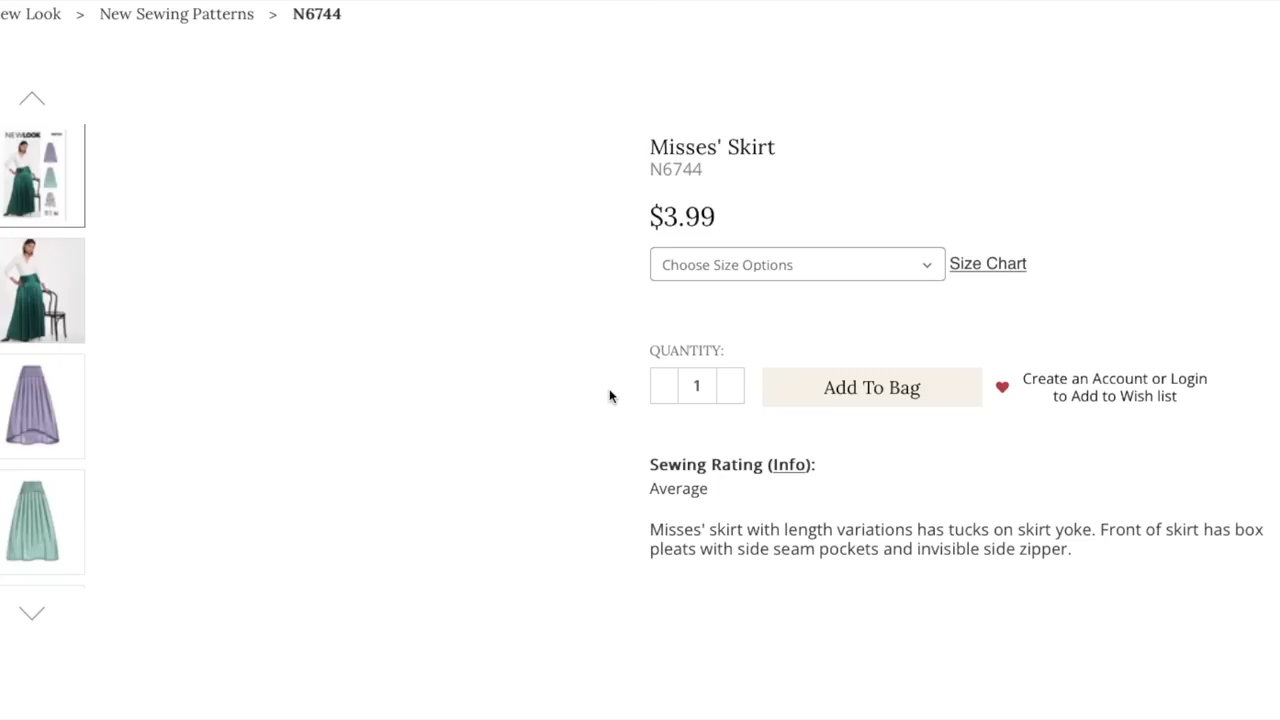 ew Look > New Sewing Patterns > N6744
NEWLOOK
Misses' Skirt
N6744
$3.99
Choose Size Options
Size Chart
QUANTITY:
1
Add To Bag
Create an Account or Login
to Add to Wish list
Sewing Rating (Info):
Average
Misses' skirt with length variations has tucks on skirt yoke. Front of skirt has box
pleats with side seam pockets and invisible side zipper.